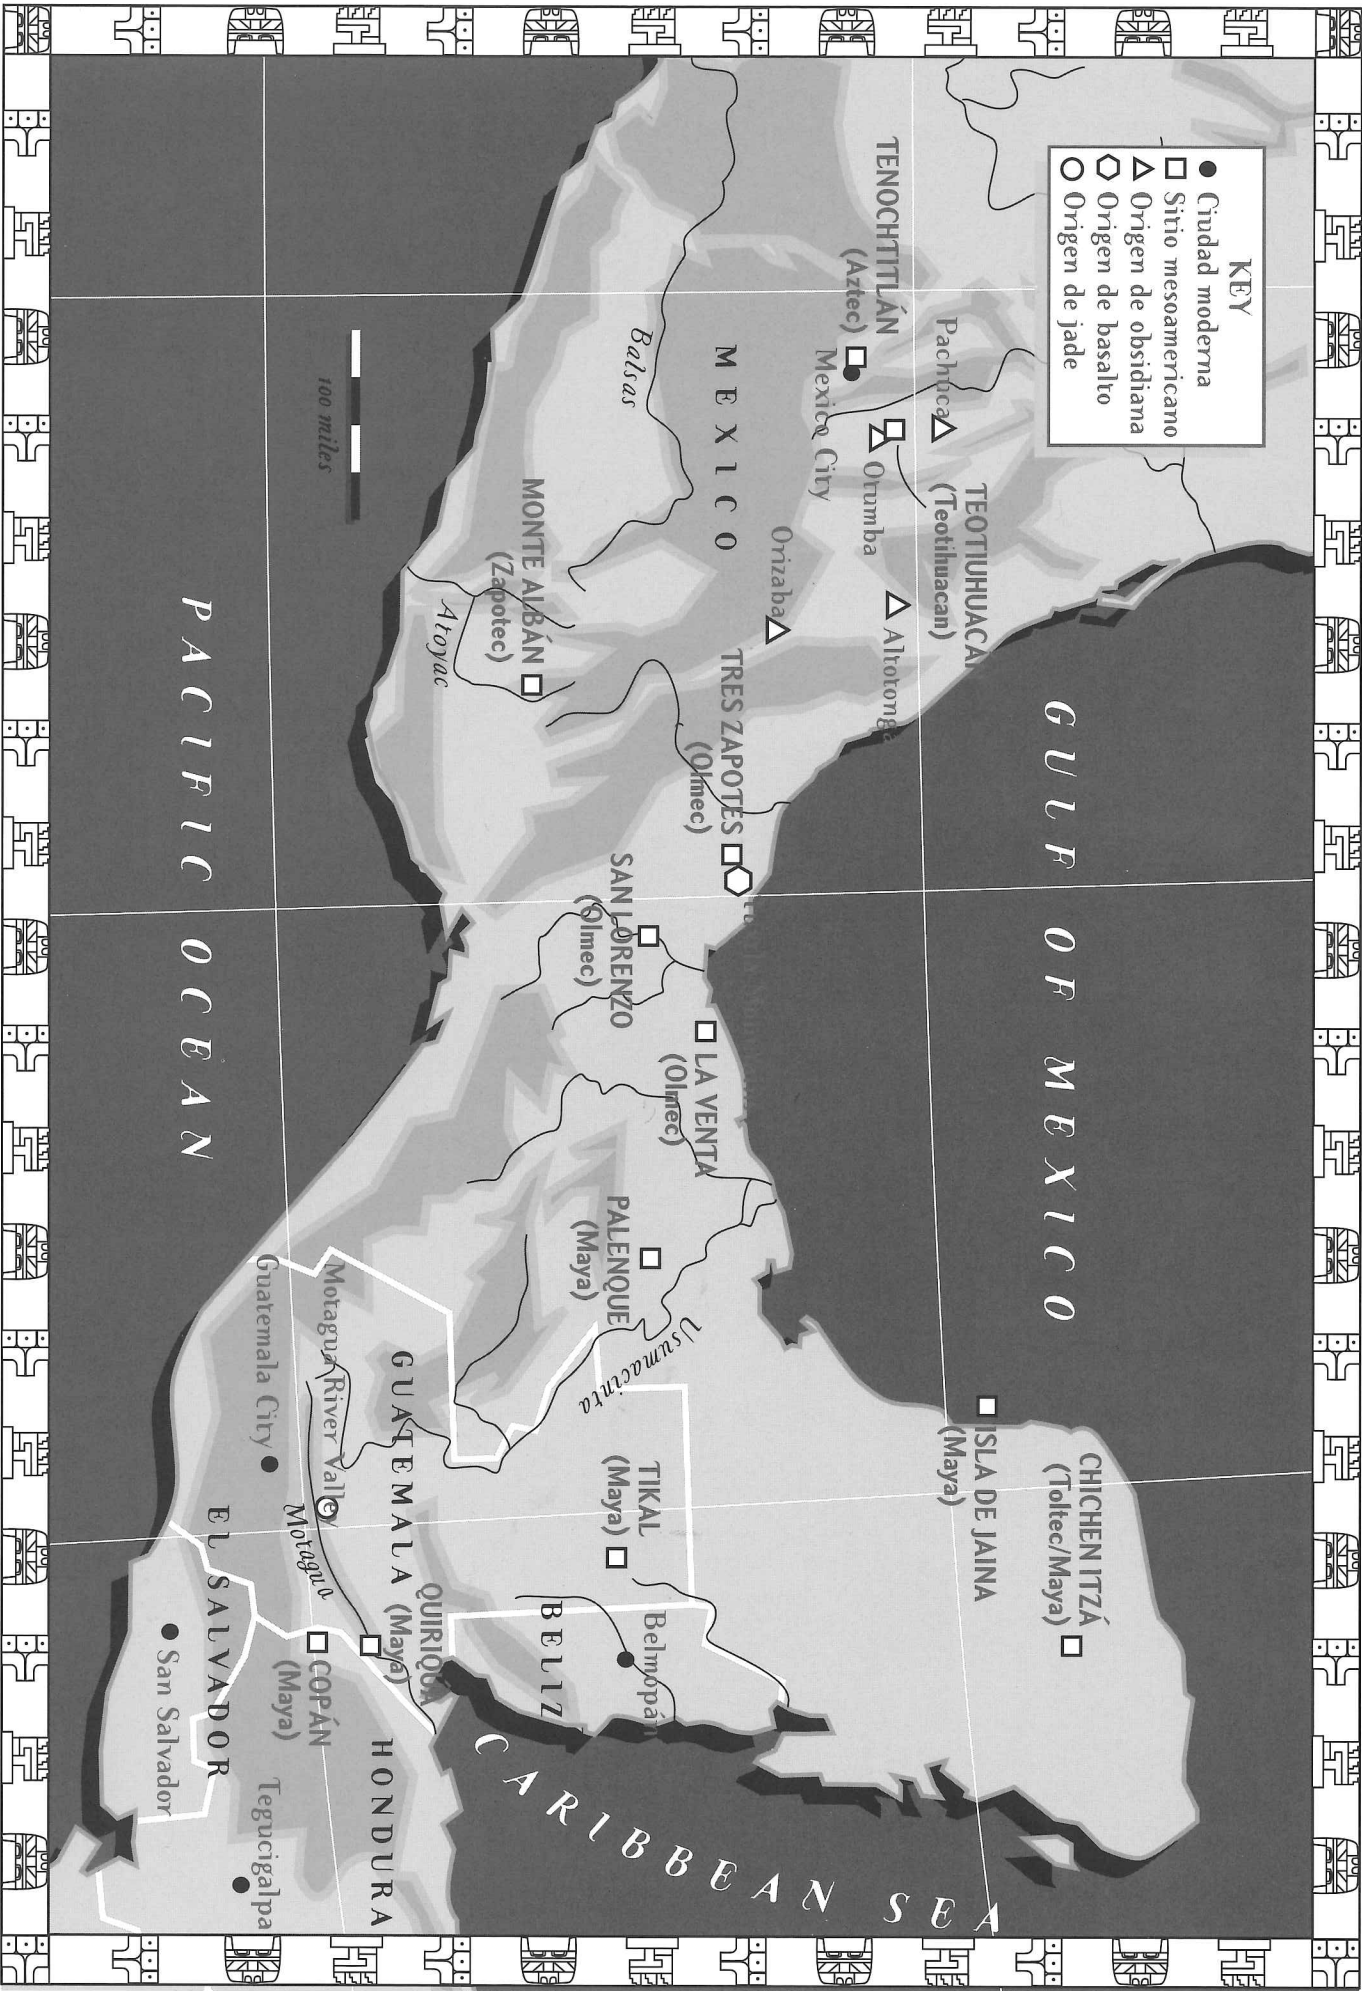 KEY
Ciudad moderna
Sitio mesoamericano
Origen de obsidiana
Origen de basalto
Origen de jade
GULF OF MEXICO
TENOCHTITLÁN
(Aztec)
Mexico City
Pachuca
TEOTIUHUACÁ
(Teotihuacan)
Otumba
Altotonga
Orizaba
MEXICO
Balsas
100 miles
MONTE ALBÁN
(Zapotec)
Atoyac
TRES ZAPOTES
(Olmec)
SAN LORENZO
(Olmec)
LA VENTA
(Olmec)
PALENQUE
(Maya)
Usumacinta
ISLA DE JAINA
(Maya)
CHICHEN ITZÁ
(Toltec/Maya)
TIKAL
(Maya)
BELIZ
Belmopán
GUATEMALA
QUIRIQUA
(Maya)
Motagua River Valley
Motagua
Guatemala City
COPÁN
(Maya)
EL SALVADOR
San Salvador
HONDURA
Tegucigalpa
CARIBBEAN SEA
PACIFIC OCEAN